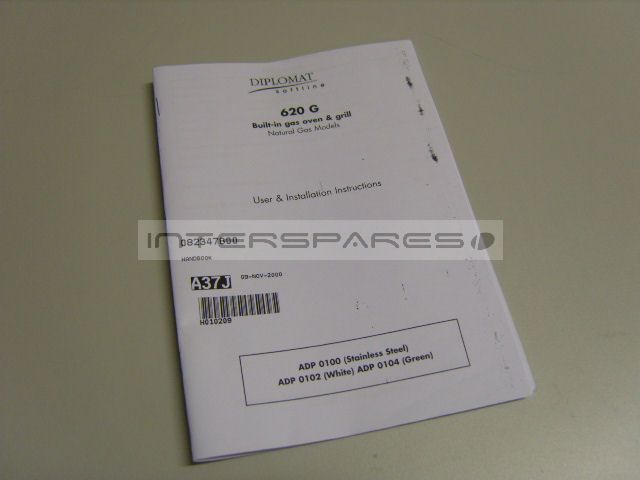 DIPLOMAT
softline
620 G
Built-in gas oven & grill
Natural Gas Models
User & Installation Instructions
082347800
INTERSPARES
HANDBOOK
A37J 09-NOV-2000
H010209
ADP 0100 (Stainless Steel)
ADP 0102 (White) ADP 0104 (Green)